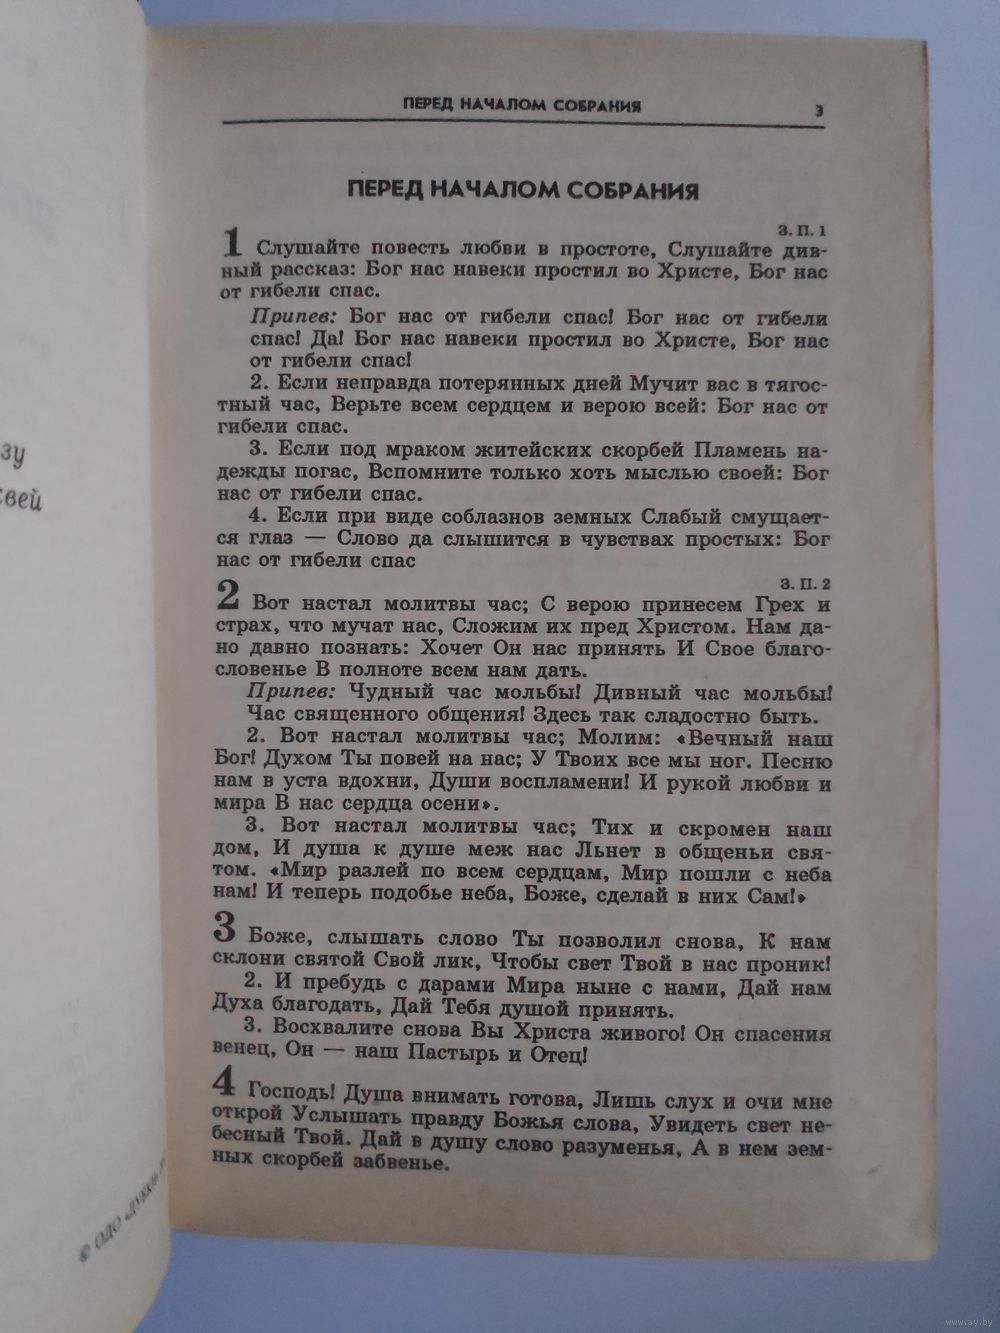 ПЕРЕД НАЧАЛОМ СОБРАНИЯ 3
ПЕРЕД НАЧАЛОМ СОБРАНИЯ
З. П. 1
1 Слушайте повесть любви в простоте, Слушайте див-
ный рассказ: Бог нас навеки простил во Христе, Бог нас
от гибели спас.
Припев: Бог нас от гибели спас! Бог нас от гибели
спас! Да! Бог нас навеки простил во Христе, Бог нас
от гибели спас!
2. Если неправда потерянных дней Мучит вас в тягос-
тный час, Верьте всем сердцем и верою всей: Бог нас от
гибели спас.
3. Если под мраком житейских скорбей Пламень на-
дежды погас, Вспомните только хоть мыслью своей: Бог
нас от гибели спас.
4. Если при виде соблазнов земных Слабый смущает-
ся глаз — Слово да слышится в чувствах простых: Бог
нас от гибели спас
З. П. 2
2 Вот настал молитвы час; С верою принесем Грех и
страх, что мучат нас, Сложим их пред Христом. Нам да-
но давно познать: Хочет Он нас принять И Свое благо-
словенье В полноте всем нам дать.
Припев: Чудный час мольбы! Дивный час мольбы!
Час священного общения! Здесь так сладостно быть.
2. Вот настал молитвы час; Молим: «Вечный наш
Бог! Духом Ты повей на нас; У Твоих все мы ног. Песню
нам в уста вдохни, Души воспламени! И рукой любви и
мира В нас сердца осени».
3. Вот настал молитвы час; Тих и скромен наш
дом, И душа к душе меж нас Льнет в общеньи свя-
том. «Мир разлей по всем сердцам, Мир пошли с неба
нам! И теперь подобье неба, Боже, сделай в них Сам!»
3 Боже, слышать слово Ты позволил снова, К нам
склони святой Свой лик, Чтобы свет Твой в нас проник!
2. И пребудь с дарами Мира ныне с нами, Дай нам
Духа благодать, Дай Тебя душой принять.
3. Восхвалите снова Вы Христа живого! Он спасения
венец, Он — наш Пастырь и Отец!
4 Господь! Душа внимать готова, Лишь слух и очи мне
открой Услышать правду Божья слова, Увидеть свет не-
бесный Твой. Дай в душу слово разуменья, А в нем зем-
ных скорбей забвенье.
зу
свей
© ОДО
www.ay.by